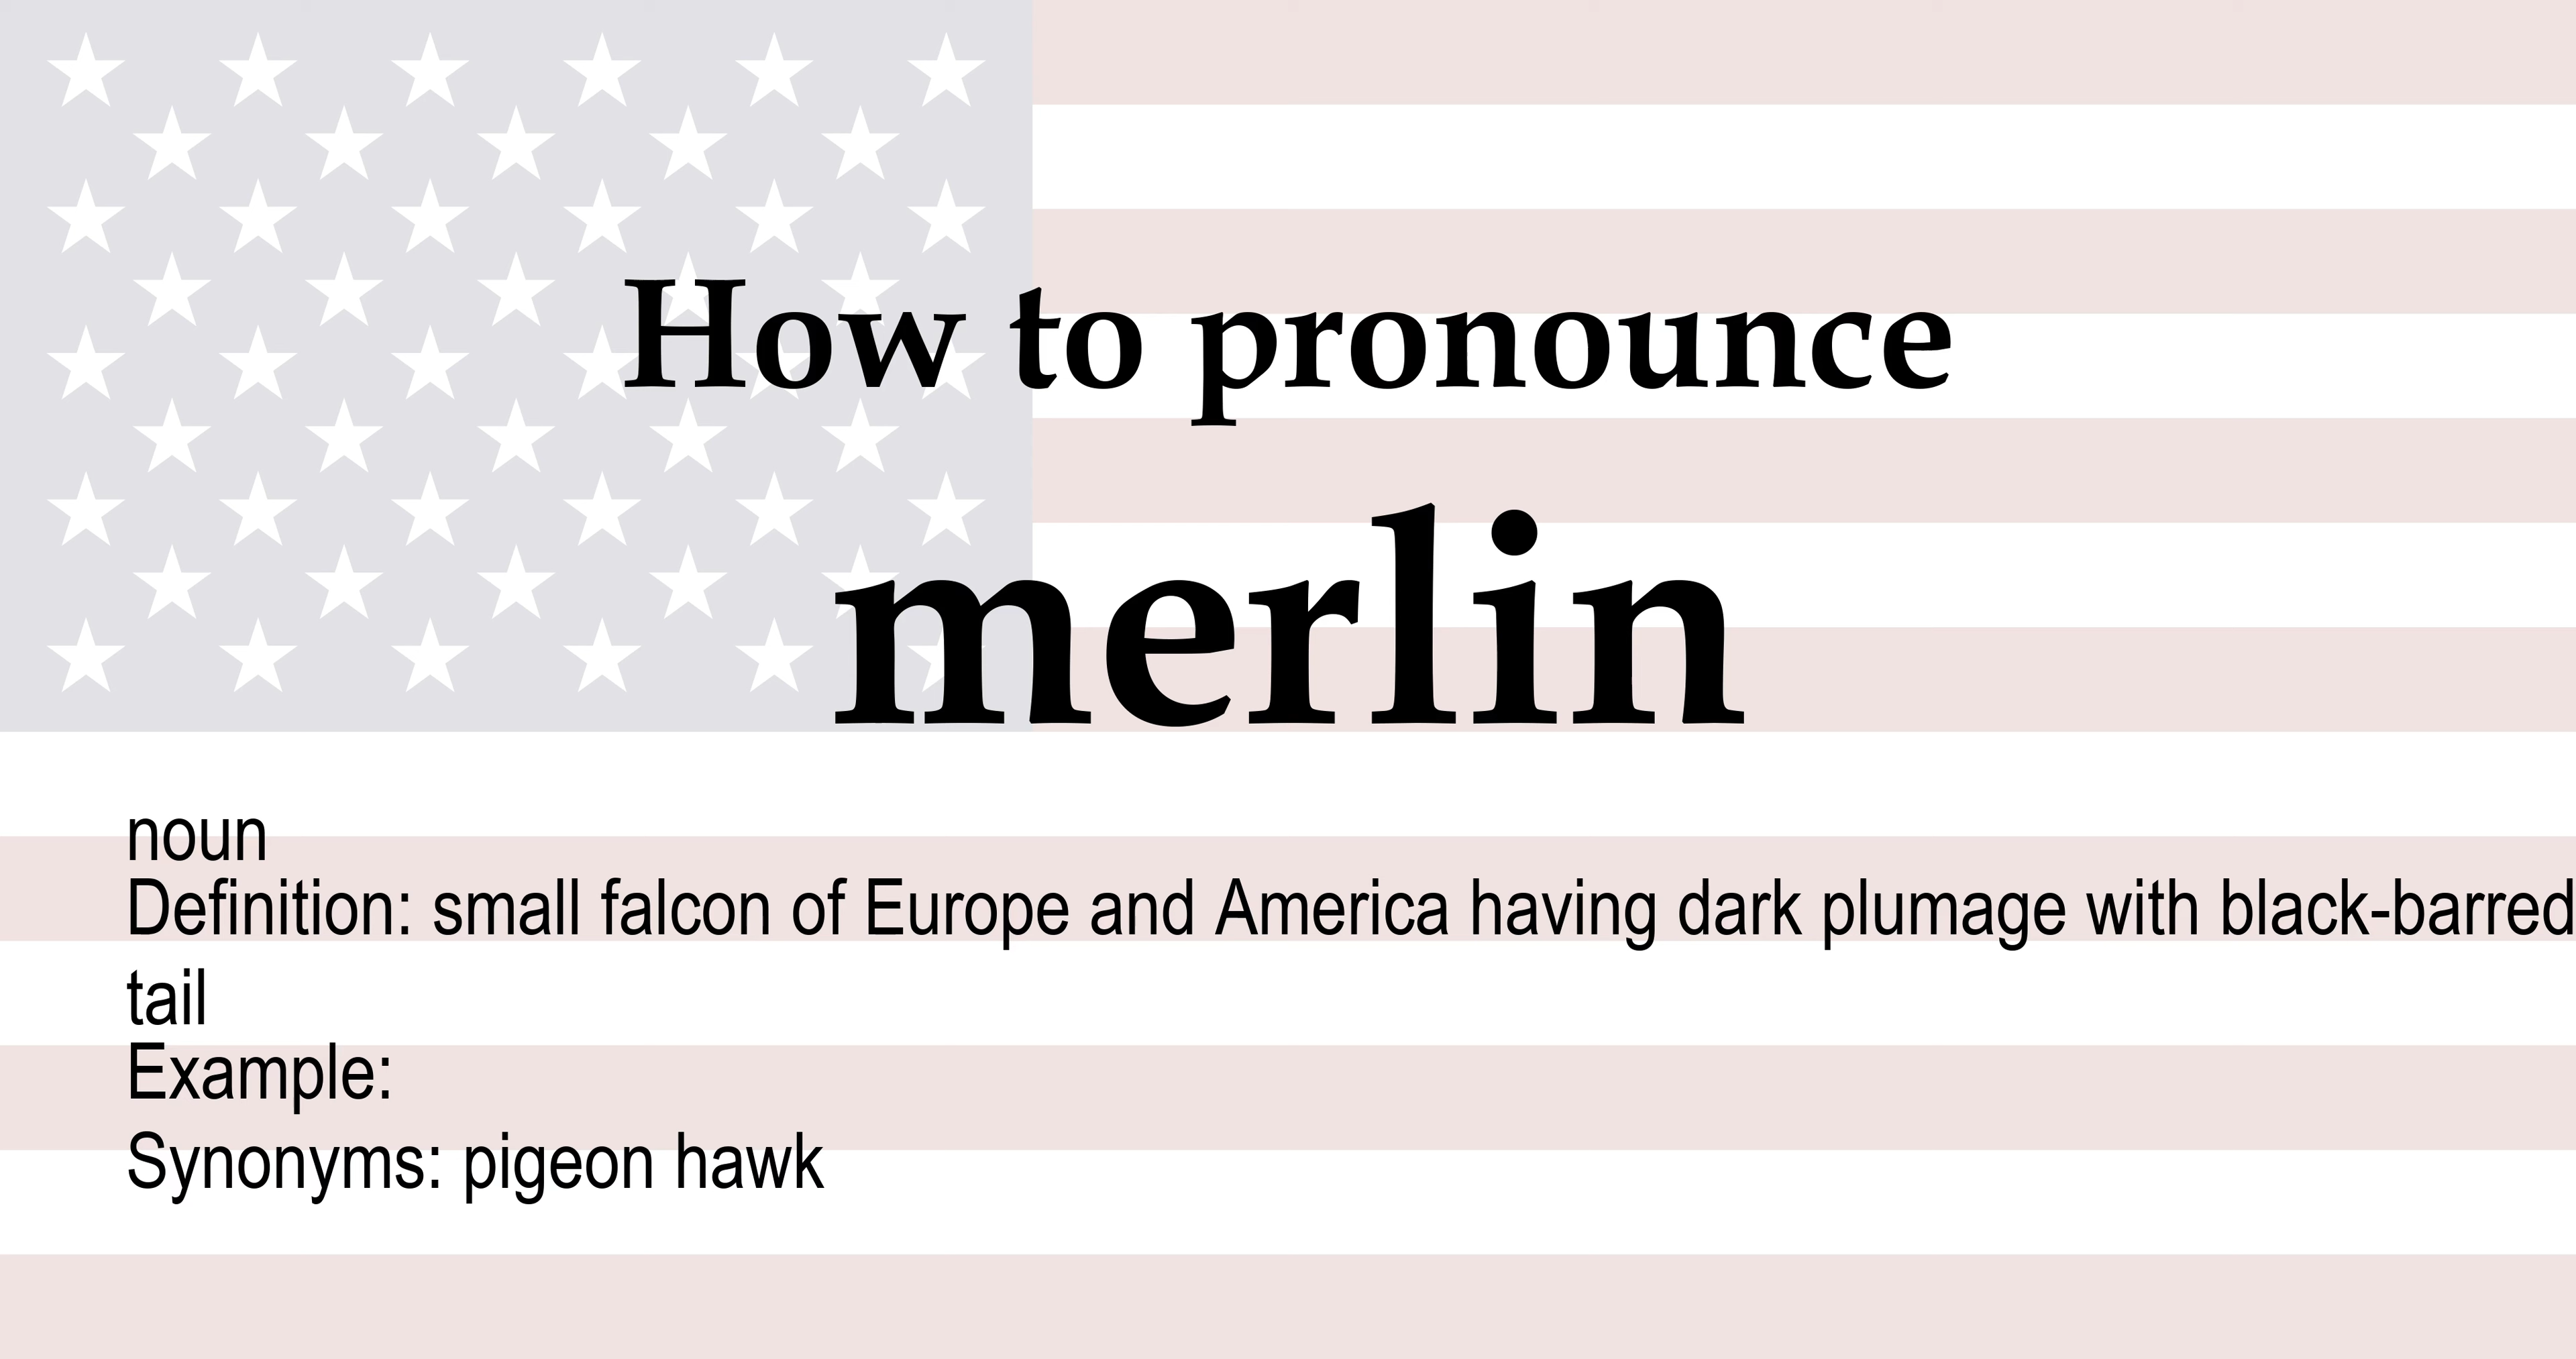 How to pronounce
merlin
noun
Definition: small falcon of Europe and America having dark plumage with black-barred
tail
Example:
Synonyms: pigeon hawk